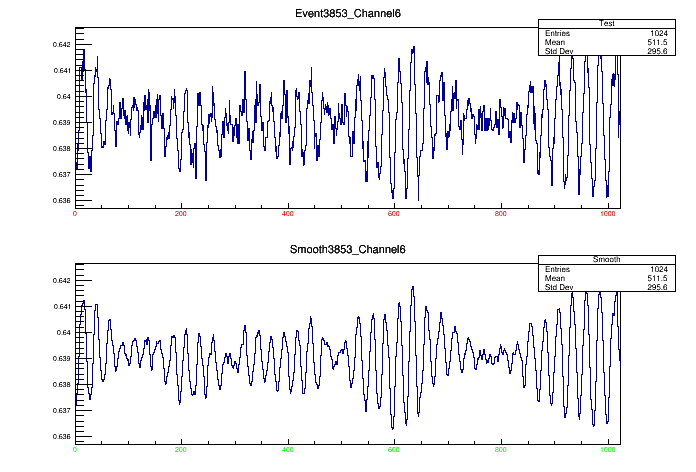 Event3853_Channel6
Test
Entries 1024
Mean 511.5
Std Dev 295.6
0.642
0.641
0.64
0.639
0.638
0.637
0.636
0 200 400 600 800 1000
Smooth3853_Channel6
Smooth
Entries 1024
Mean 511.5
Std Dev 295.6
0.642
0.641
0.64
0.639
0.638
0.637
0.636
0 200 400 600 800 1000